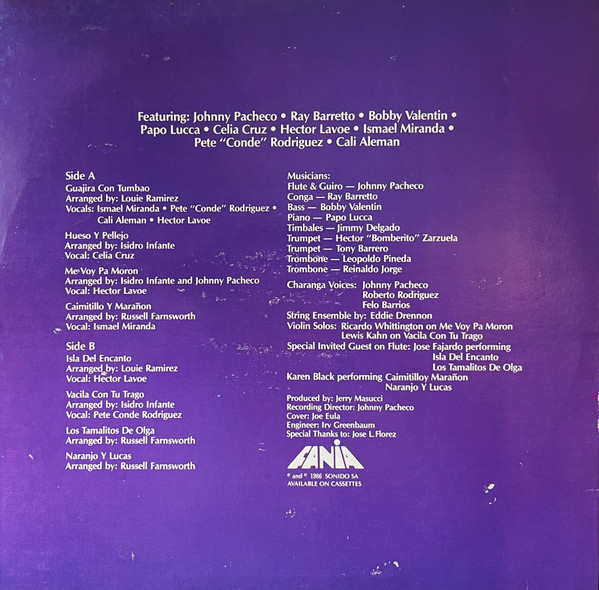 Featuring: Johnny Pacheco • Ray Barretto • Bobby Valentin •
Papo Lucca • Celia Cruz • Hector Lavoe • Ismael Miranda •
Pete "Conde" Rodriguez • Cali Aleman
Side A
Guajira Con Tumbao
Arranged by: Louie Ramirez
Vocals: Ismael Miranda • Pete "Conde" Rodriguez •
Cali Aleman • Hector Lavoe
Hueso Y Pellejo
Arranged by: Isidro Infante
Vocal: Celia Cruz
Me Voy Pa Moron
Arranged by: Isidro Infante and Johnny Pacheco
Vocal: Hector Lavoe
Caimitillo Y Marañon
Arranged by: Russell Farnsworth
Vocal: Ismael Miranda
Side B
Isla Del Encanto
Arranged by: Louie Ramirez
Vocal: Hector Lavoe
Vacila Con Tu Trago
Arranged by: Isidro Infante
Vocal: Pete Conde Rodriguez
Los Tamalitos De Olga
Arranged by: Russell Farnsworth
Naranjo Y Lucas
Arranged by: Russell Farnsworth
Musicians:
Flute & Guiro — Johnny Pacheco
Conga — Ray Barretto
Bass — Bobby Valentin
Piano — Papo Lucca
Timbales — Jimmy Delgado
Trumpet — Hector "Bomberito" Zarzuela
Trumpet — Tony Barrero
Trombone — Leopoldo Pineda
Trombone — Reinaldo Jorge
Charanga Voices: Johnny Pacheco
Roberto Rodriguez
Felo Barrios
String Ensemble by: Eddie Drennon
Violin Solos: Ricardo Whittington on Me Voy Pa Moron
Lewis Kahn on Vacila Con Tu Trago
Special Invited Guest on Flute: Jose Fajardo performing
Isla Del Encanto
Los Tamalitos De Olga
Karen Black performing Caimitilloy Marañon
Naranjo Y Lucas
Produced by: Jerry Masucci
Recording Director: Johnny Pacheco
Cover: Joe Eula
Engineer: Irv Greenbaum
Special Thanks to: Jose L. Florez
FANIA
℗ and © 1986 SONIDO SA
AVAILABLE ON CASSETTES